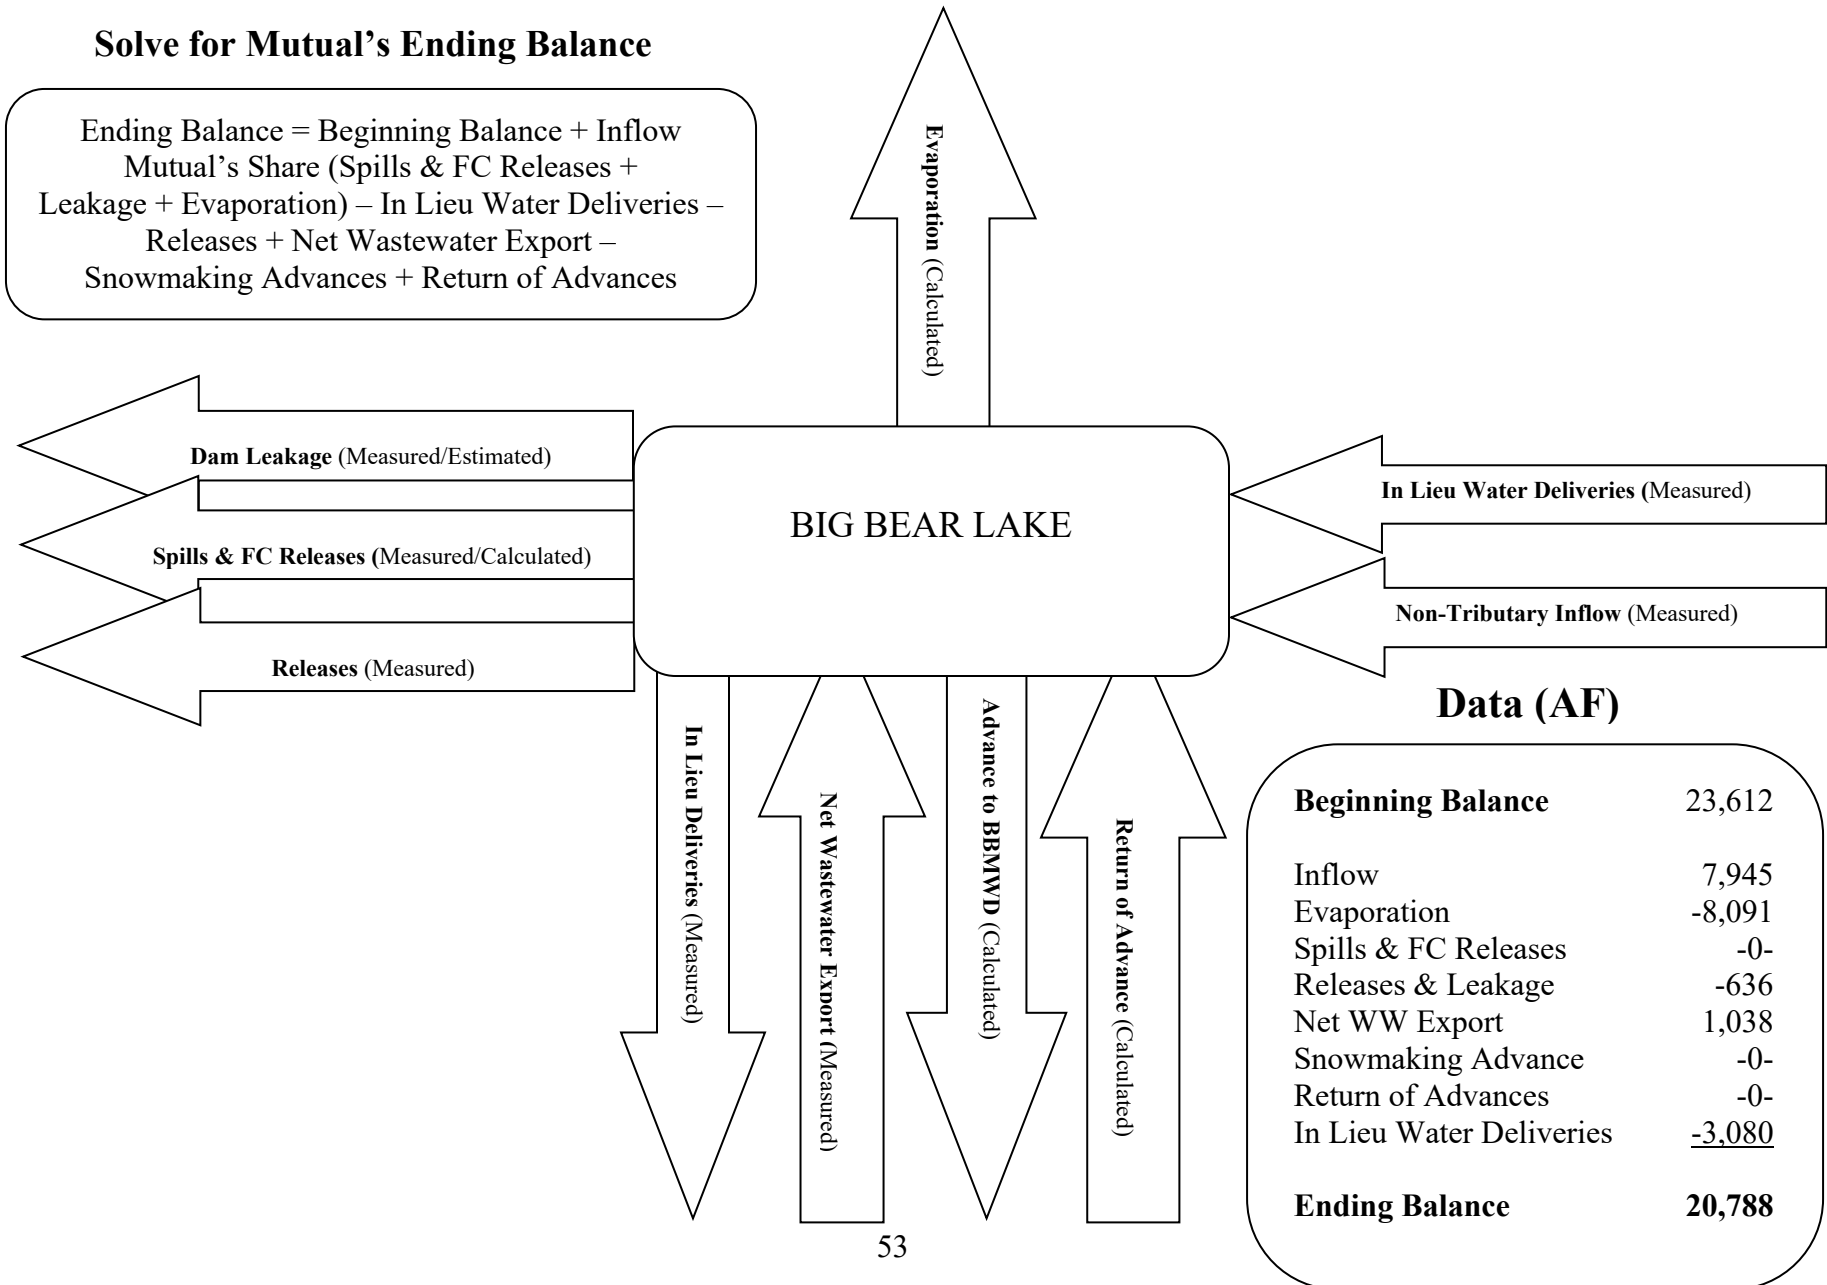 Solve for Mutual’s Ending Balance
Ending Balance = Beginning Balance + Inflow
Mutual’s Share (Spills & FC Releases +
Leakage + Evaporation) – In Lieu Water Deliveries –
Releases + Net Wastewater Export –
Snowmaking Advances + Return of Advances
Evaporation (Calculated)
Dam Leakage (Measured/Estimated)
Spills & FC Releases (Measured/Calculated)
Releases (Measured)
BIG BEAR LAKE
In Lieu Water Deliveries (Measured)
Non-Tributary Inflow (Measured)
In Lieu Deliveries (Measured)
Net Wastewater Export (Measured)
Advance to BBMWD (Calculated)
Return of Advance (Calculated)
Data (AF)
Beginning Balance 23,612
Inflow 7,945
Evaporation -8,091
Spills & FC Releases -0-
Releases & Leakage -636
Net WW Export 1,038
Snowmaking Advance -0-
Return of Advances -0-
In Lieu Water Deliveries -3,080
Ending Balance 20,788
53